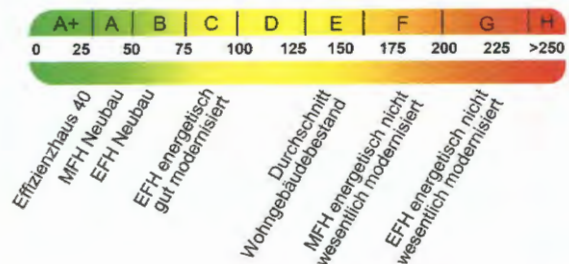 A+ A B C D E F G H
0 25 50 75 100 125 150 175 200 225 >250
Effizienzhaus 40
MFH Neubau
EFH Neubau
EFH energetisch
gut modernisiert
Durchschnitt
Wohngebäudebestand
MFH energetisch nicht
wesentlich modernisiert
EFH energetisch nicht
wesentlich modernisiert